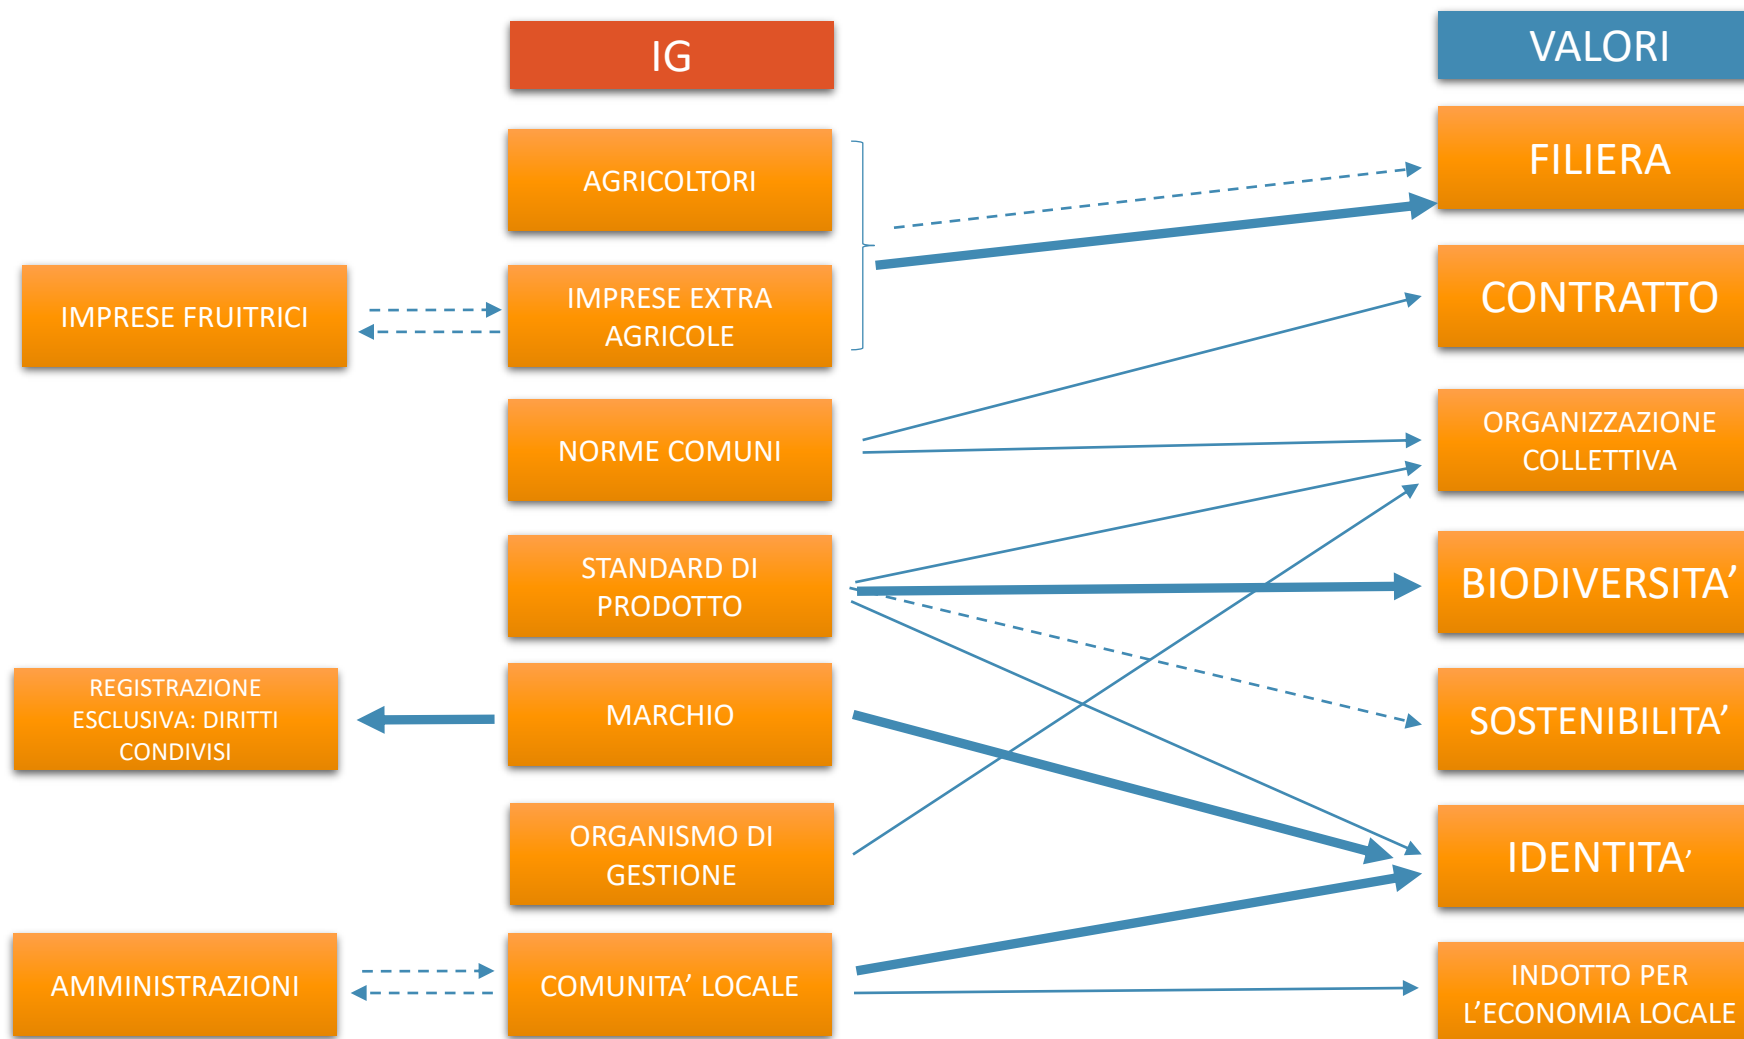 IG
VALORI
AGRICOLTORI
FILIERA
IMPRESE FRUITRICI
IMPRESE EXTRA
AGRICOLE
CONTRATTO
NORME COMUNI
ORGANIZZAZIONE
COLLETTIVA
STANDARD DI
PRODOTTO
BIODIVERSITA’
REGISTRAZIONE
ESCLUSIVA: DIRITTI
CONDIVISI
MARCHIO
SOSTENIBILITA’
ORGANISMO DI
GESTIONE
IDENTITA’
AMMINISTRAZIONI
COMUNITA’ LOCALE
INDOTTO PER
L’ECONOMIA LOCALE